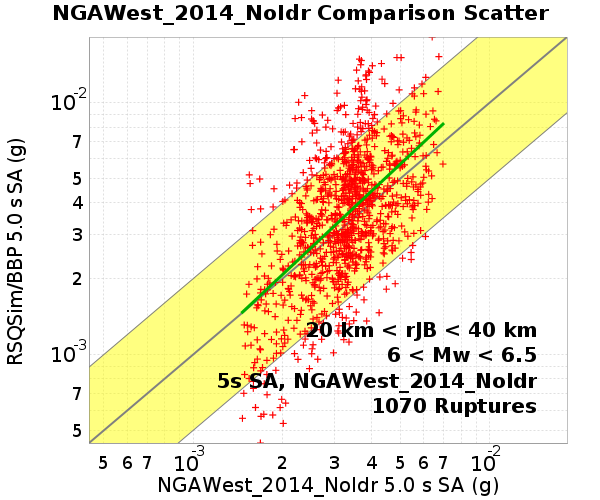 NGAWest_2014_NoIdr Comparison Scatter
RSQSim/BBP 5.0 s SA (g)
10-2
7
5
4
3
2
10-3
7
5
20 km < rJB < 40 km
6 < Mw < 6.5
5s SA, NGAWest_2014_NoIdr
1070 Ruptures
5 6 7 10-3 2 3 4 5 6 7 10-2
NGAWest_2014_NoIdr 5.0 s SA (g)